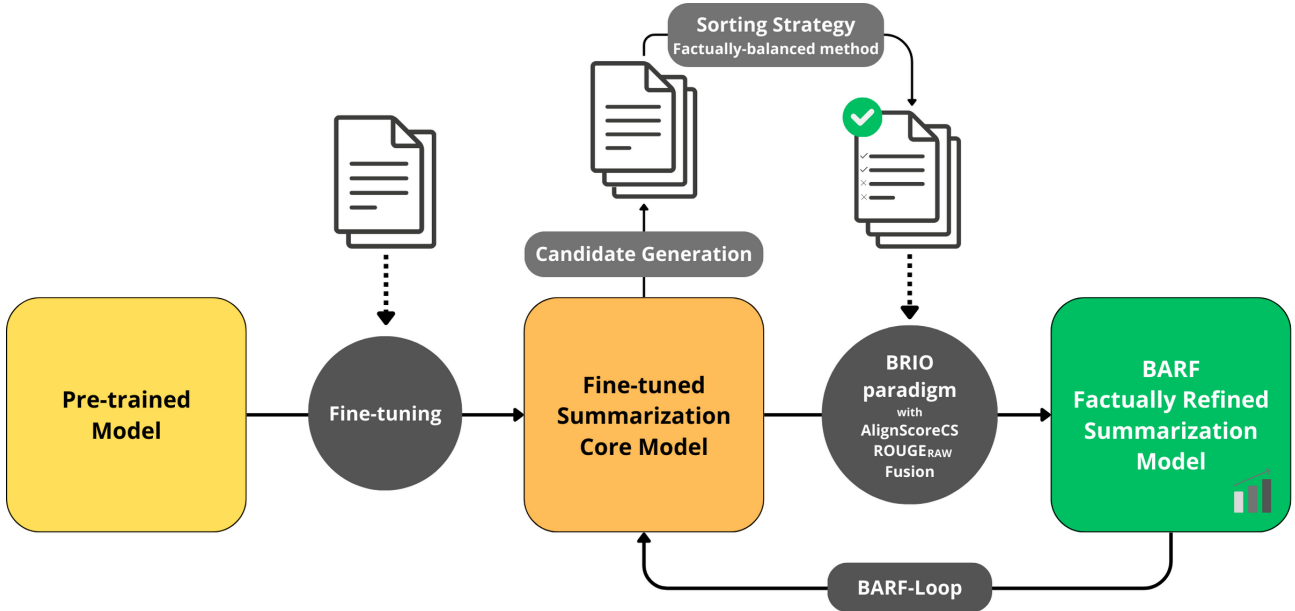 Sorting Strategy
Factually-balanced method
Candidate Generation
Pre-trained
Model
Fine-tuning
Fine-tuned
Summarization
Core Model
BRIO
paradigm
with
AlignScoreCS
ROUGERAW
Fusion
BARF
Factually Refined
Summarization
Model
BARF-Loop